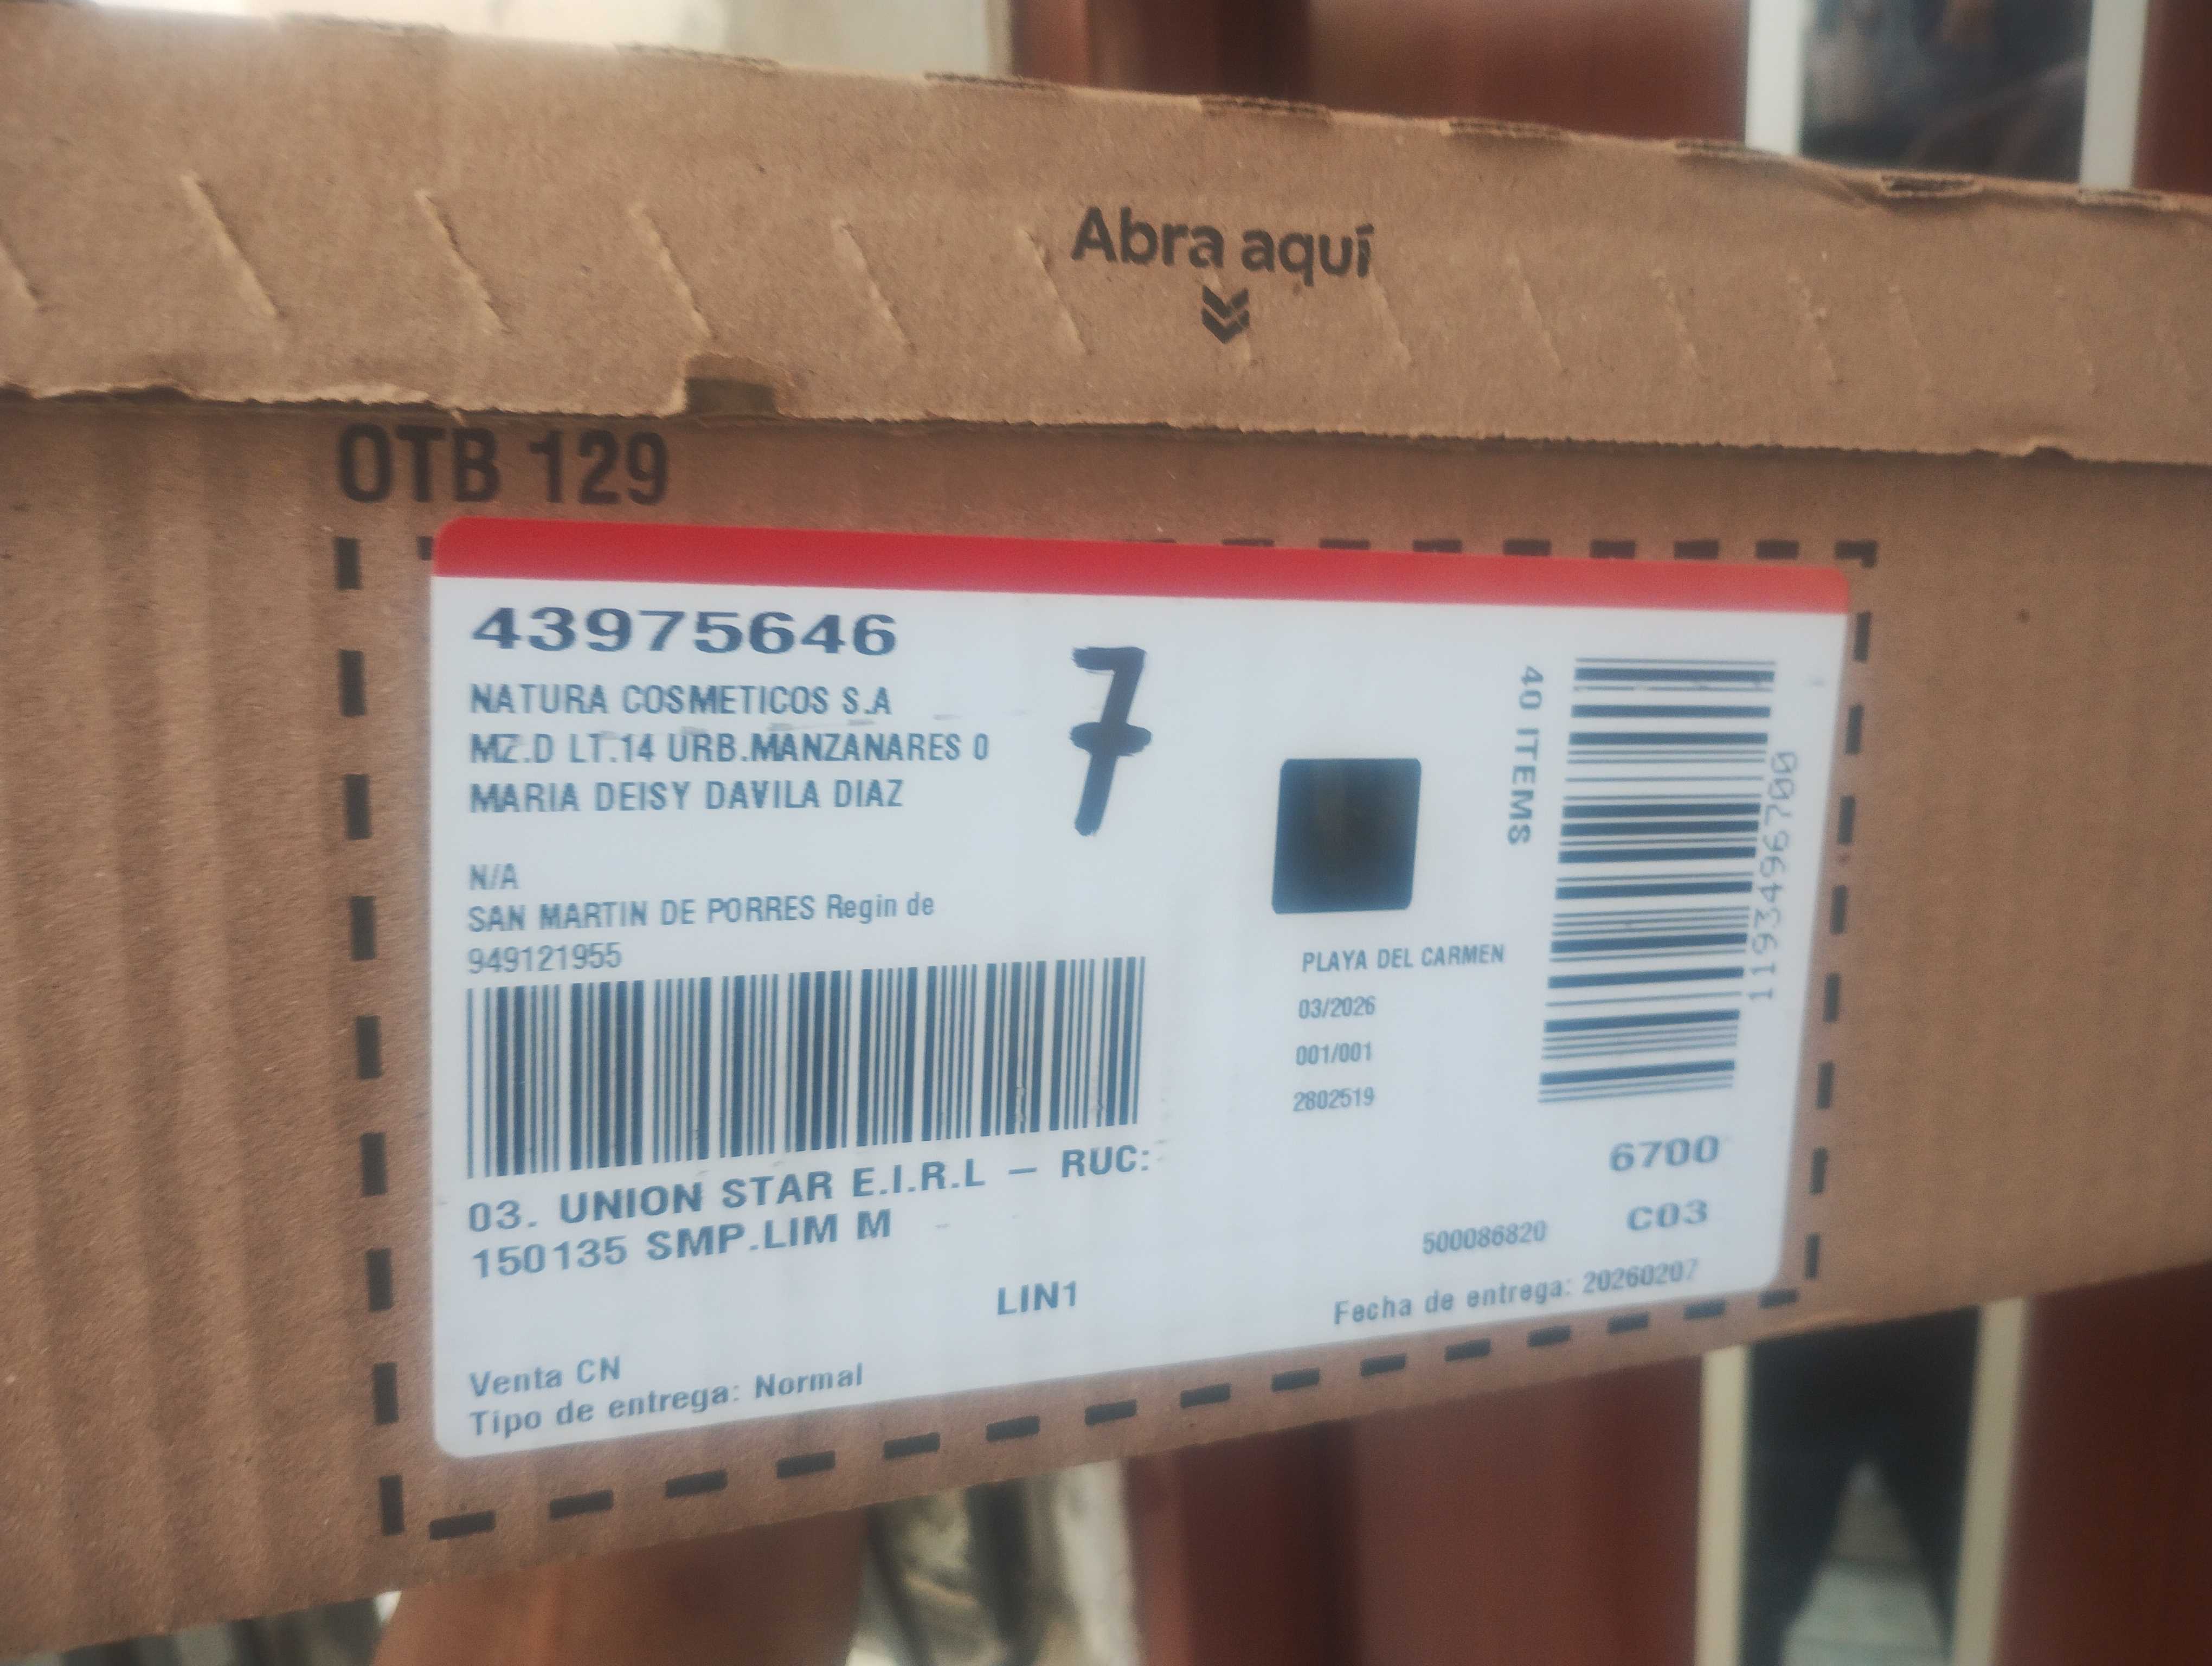 Abra aquí
OTB 129
43975646
NATURA COSMETICOS S.A
MZ.D LT.14 URB.MANZANARES 0
MARIA DEISY DAVILA DIAZ
7
N/A
SAN MARTIN DE PORRES Regin de
949121955
03. UNION STAR E.I.R.L – RUC:
150135 SMP.LIM M
LIN1
Venta CN
Tipo de entrega: Normal
PLAYA DEL CARMEN
03/2026
001/001
2802519
40 ITEMS
1193496700
6700
C03
500086820
Fecha de entrega: 20260207